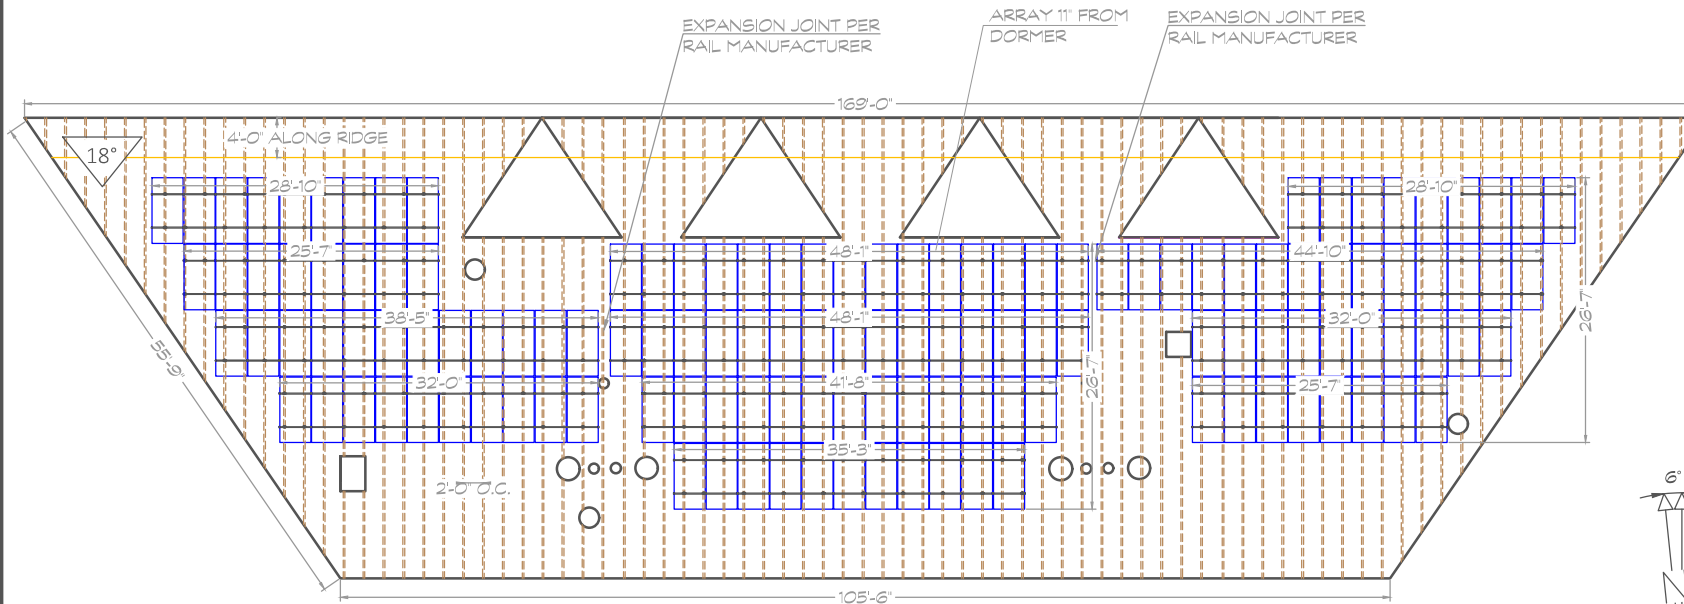 EXPANSION JOINT PER
RAIL MANUFACTURER
ARRAY 11" FROM
DORMER
EXPANSION JOINT PER
RAIL MANUFACTURER
169'-0"
4'-0" ALONG RIDGE
18°
28'-10"
28'-10"
25'-7"
48'-1"
44'-10"
38'-5"
48'-1"
32'-0"
26'-7"
55'-9"
32'-0"
41'-8"
26'-7"
25'-7"
35'-3"
2'-0" O.C.
6°
105'-6"